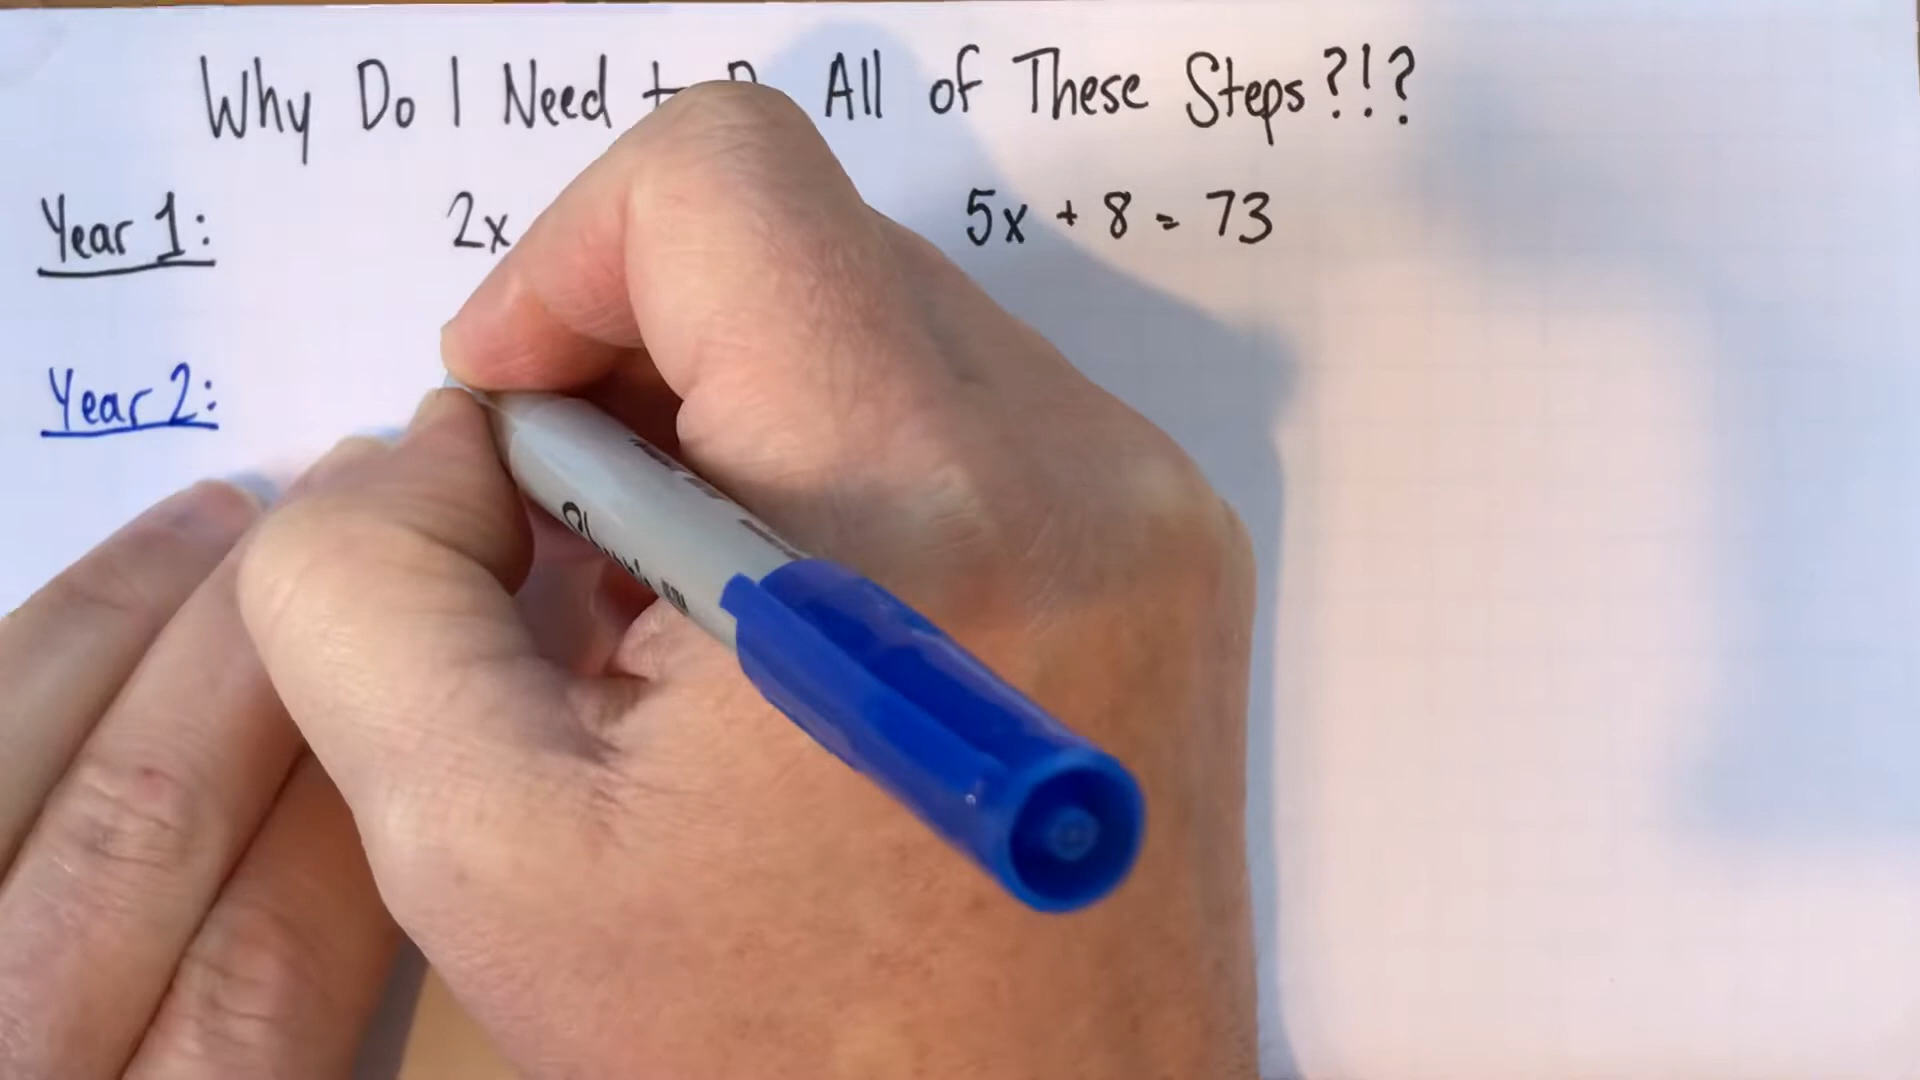 Why Do I Need All of These Steps?!?
Year 1: 2x 5x + 8 = 73
Year 2: